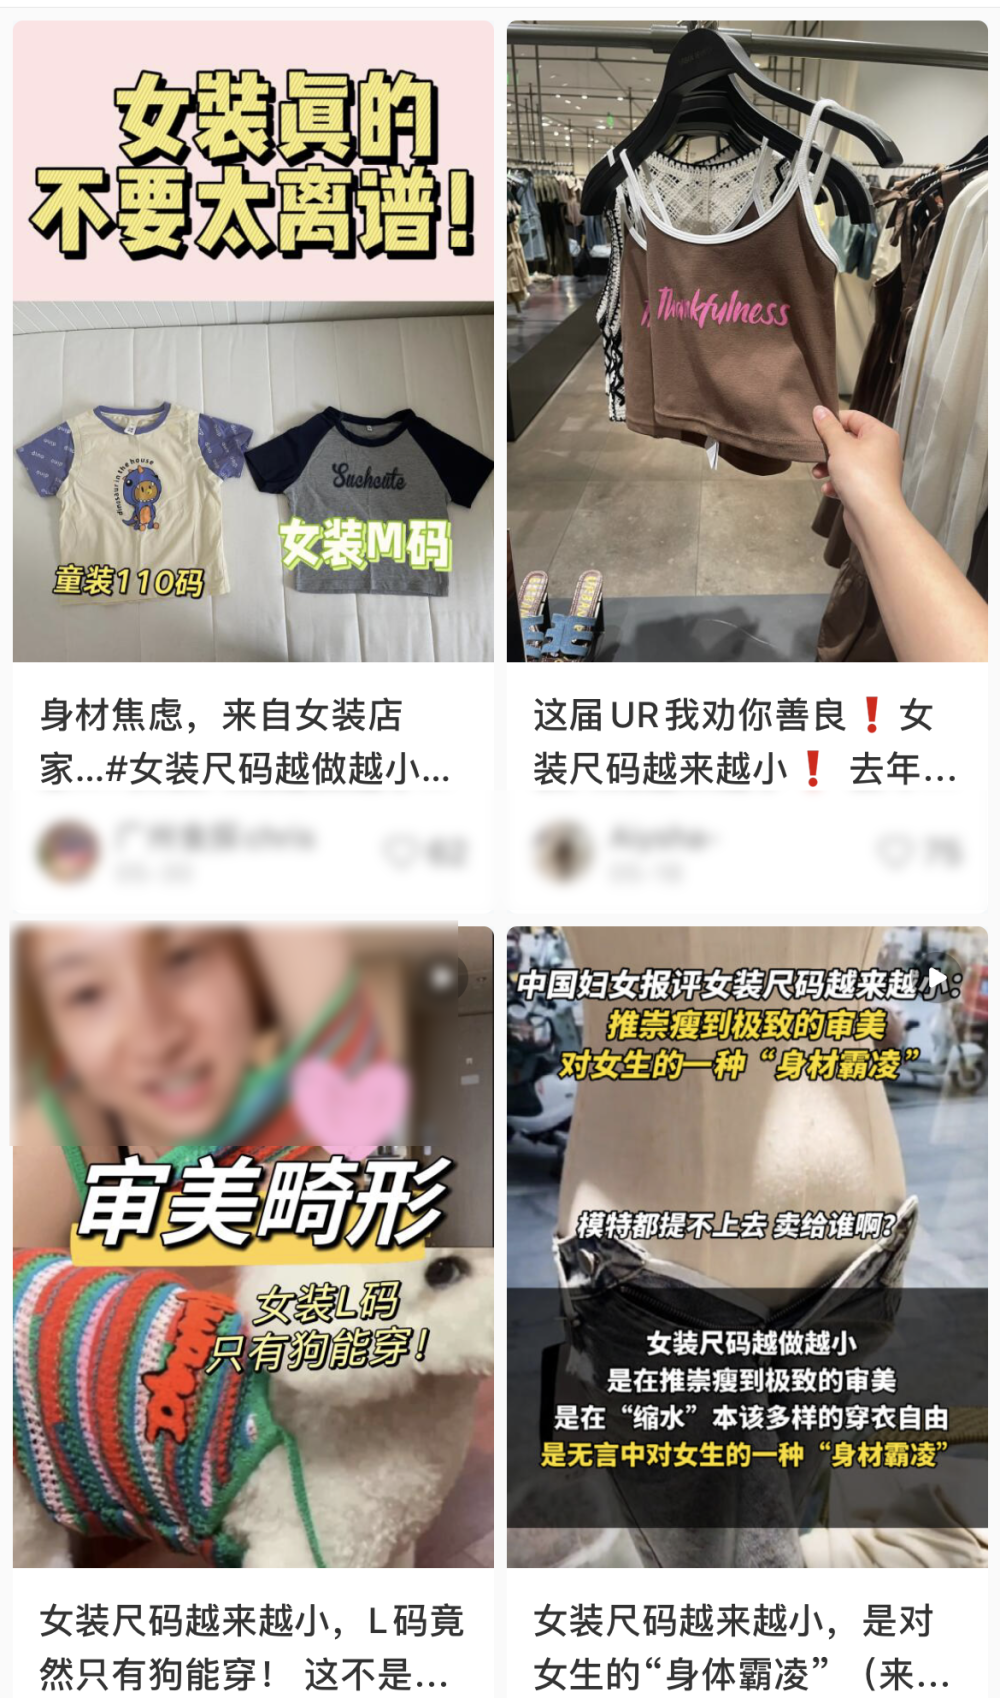 女装真的
不要太离谱!
dinosaur in the house
Suchcute
女装M码
童装110码
身材焦虑，来自女装店
家...#女装尺码越做越小...
Thankfulness
这届UR我劝你善良❗女
装尺码越来越小❗ 去年...
审美畸形
女装L码
只有狗能穿!
女装尺码越来越小，L码竟
然只有狗能穿！ 这不是...
中国妇女报评女装尺码越来越小:
推崇瘦到极致的审美
对女生的一种“身材霸凌”
模特都提不上去 卖给谁啊?
女装尺码越做越小
是在推崇瘦到极致的审美
是在“缩水”本该多样的穿衣自由
是无言中对女生的一种“身材霸凌”
女装尺码越来越小，是对
女生的“身体霸凌”（来...